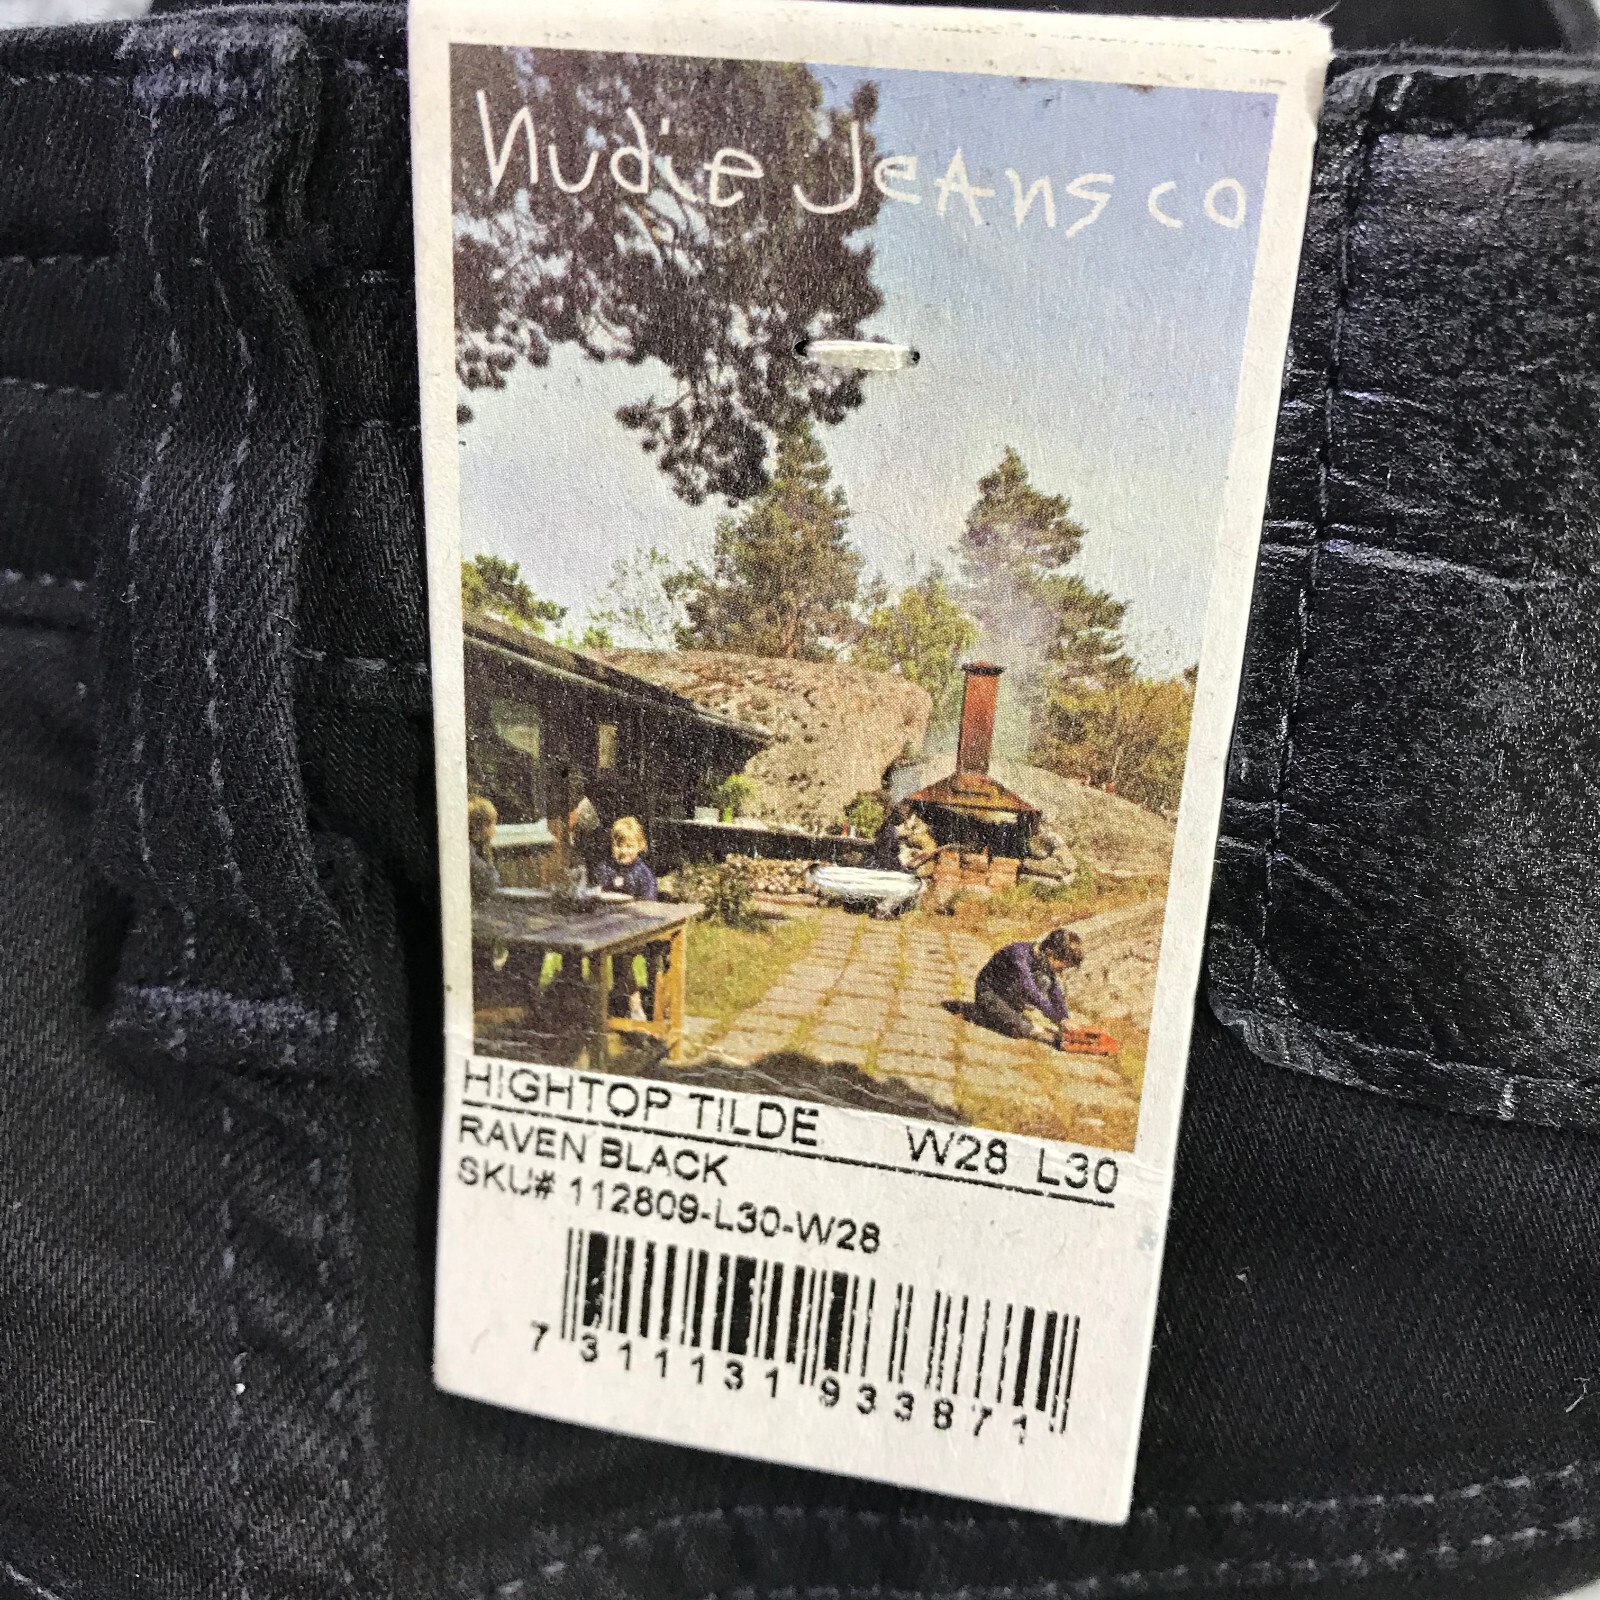 Nudie Jeans co
HIGHTOP TILDE W28 L30
RAVEN BLACK
SKU# 112809-L30-W28
7 311131 933871